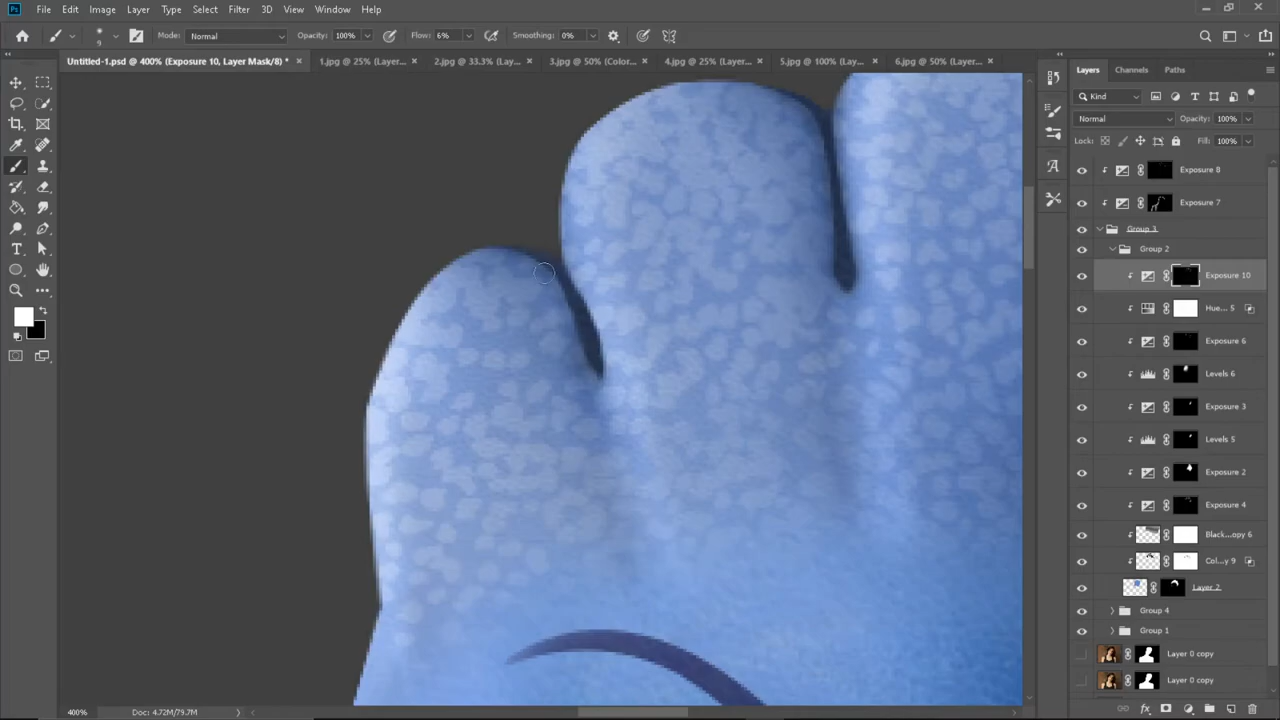 Ps File Edit Image Layer Type Select Filter 3D View Window Help
9 Mode: Normal Opacity: 100% Flow: 6% Smoothing: 0%
Untitled-1.psd @ 400% (Exposure 10, Layer Mask/8) * × 1.jpg @ 25% (Layer... × 2.jpg @ 33.3% (Lay... × 3.jpg @ 50% (Color... × 4.jpg @ 25% (Layer... × 5.jpg @ 100% (Lay... × 6.jpg @ 50% (Layer... ×
Layers Channels Paths
Kind
Normal Opacity: 100%
Lock: Fill: 100%
Exposure 8
Exposure 7
Group 3
Group 2
Exposure 10
Hue... 5
Exposure 6
Levels 6
Exposure 3
Levels 5
Exposure 2
Exposure 4
Black...opy 6
Col...y 9
Layer 2
Group 4
Group 1
Layer 0 copy
Layer 0 copy
400% Doc: 4.72M/79.7M
fx